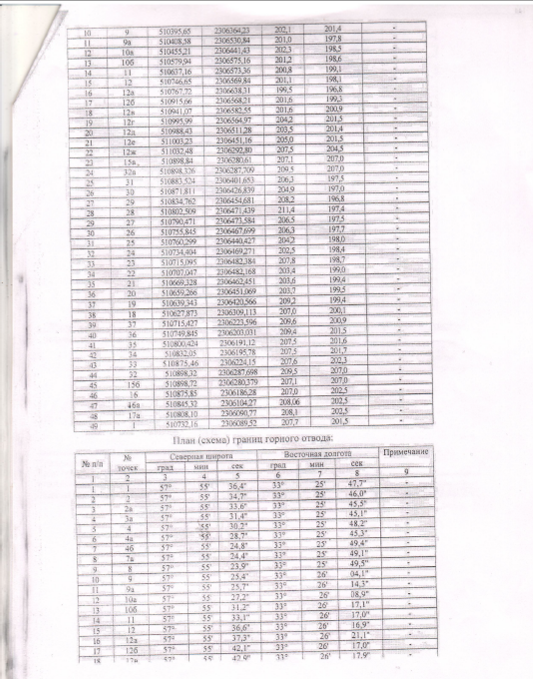 10 9 510395,65 2306364,23 202,1 201,4 -
11 9а 510408,58 2306530,84 201,0 197,8 -
12 10а 510455,21 2306441,43 202,3 198,5 -
13 10б 510579,94 2306575,16 201,2 198,6 -
14 11 510637,16 2306573,36 200,8 199,1 -
15 12 510746,65 2306569,84 201,1 198,1 -
16 12а 510767,72 2306638,31 199,5 196,8 -
17 12б 510915,66 2306568,21 201,6 199,3 -
18 12в 510941,07 2306582,55 201,6 200,9 -
19 12г 510995,99 2306564,97 204,2 201,5 -
20 12д 510988,43 2306511,28 203,5 201,4 -
21 12е 511003,23 2306451,16 205,0 201,5 -
22 12ж 511032,48 2306292,80 207,5 204,5 -
23 15а 510898,84 2306280,61 207,1 207,0 -
24 32а 510898,326 2306287,709 209,5 207,0 -
25 31 510883,524 2306401,653 206,3 197,5 -
26 30 510871,811 2306426,839 204,9 197,0 -
27 29 510834,762 2306454,681 208,2 196,8 -
28 28 510802,509 2306471,439 211,4 197,4 -
29 27 510790,471 2306473,584 206,5 197,5 -
30 26 510755,845 2306467,699 206,3 197,7 -
31 25 510760,299 2306440,427 204,2 198,0 -
32 24 510734,404 2306469,271 202,5 198,4 -
33 23 510715,095 2306482,384 207,8 198,7 -
34 22 510707,047 2306482,168 203,4 199,0 -
35 21 510669,328 2306462,451 203,6 199,4 -
36 20 510659,266 2306451,069 203,7 199,5 -
37 19 510639,343 2306420,566 209,2 199,4 -
38 18 510627,873 2306309,113 207,0 200,1 -
39 37 510715,427 2306223,596 209,6 200,9 -
40 36 510749,845 2306203,031 209,4 201,5 -
41 35 510800,424 2306191,12 207,5 201,6 -
42 34 510832,05 2306195,78 207,5 201,7 -
43 33 510875,46 2306224,15 207,6 202,3 -
44 32 510898,32 2306287,698 209,5 207,0 -
45 15б 510898,72 2306280,379 207,1 207,0 -
46 16 510875,85 2306186,28 207,0 202,5 -
47 16а 510845,32 2306104,27 208,06 202,5 -
48 17а 510808,10 2306090,77 208,1 202,5 -
49 1 510732,16 2306089,52 207,7 201,5 -
План (схема) границ горного отвода:
№ п/п № точек Северная широта Восточная долгота Примечание
град мин сек град мин сек
1 2 3 4 5 6 7 8 9
1 1 57° 55' 36,4" 33° 25' 47,7" -
2 2 57° 55' 34,7" 33° 25' 46,0" -
3 2а 57° 55' 33,6" 33° 25' 45,5" -
4 3а 57° 55' 31,4" 33° 25' 45,1" -
5 4 57° 55' 30,2" 33° 25' 48,2" -
6 4а 57° 55' 28,7" 33° 25' 45,3" -
7 4б 57° 55' 24,8" 33° 25' 49,4" -
8 7а 57° 55' 24,4" 33° 25' 49,1" -
9 8 57° 55' 23,9" 33° 25' 49,5" -
10 9 57° 55' 25,4" 33° 26' 04,1" -
11 9а 57° 55' 25,7" 33° 26' 14,3" -
12 10а 57° 55' 27,2" 33° 26' 08,9" -
13 10б 57° 55' 31,2" 33° 26' 17,1" -
14 11 57° 55' 33,1" 33° 26' 17,0" -
15 12 57° 55' 36,6" 33° 26' 16,9" -
16 12а 57° 55' 37,3" 33° 26' 21,1" -
17 12б 57° 55' 42,1" 33° 26' 17,0" -
18 12в 57° 55' 42,9" 33° 26' 17,9" -